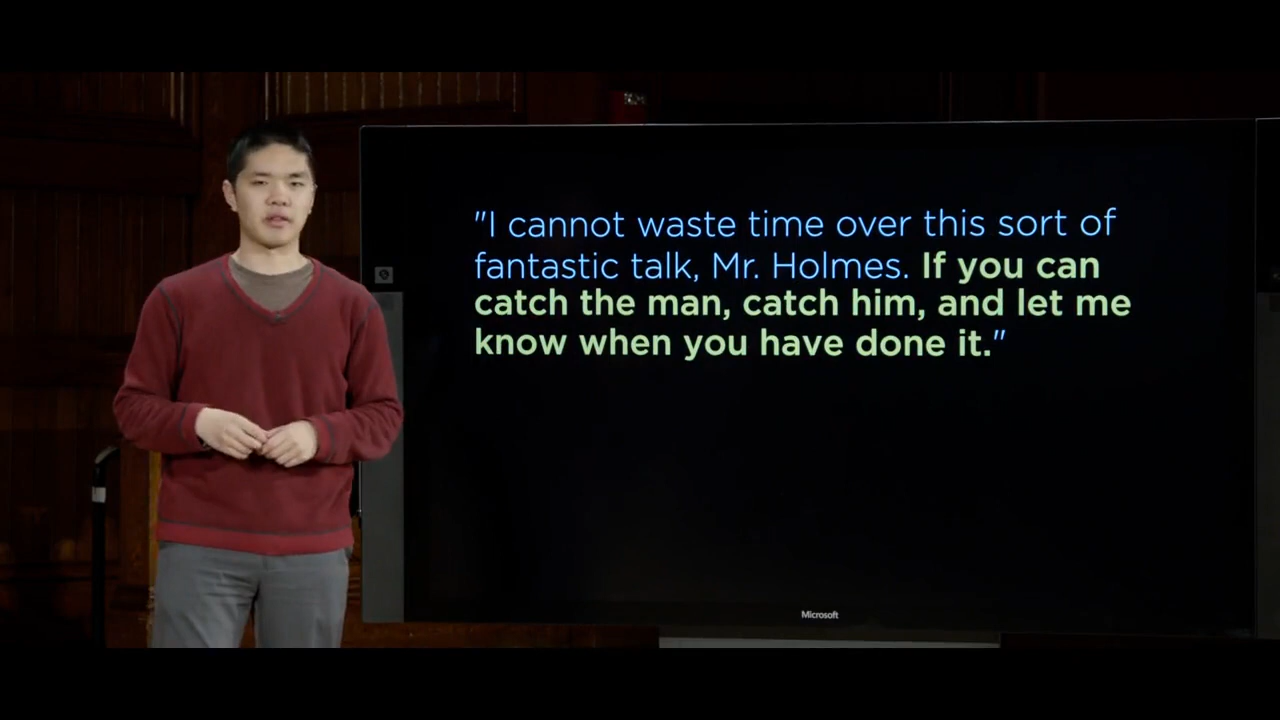 "I cannot waste time over this sort of
fantastic talk, Mr. Holmes. If you can
catch the man, catch him, and let me
know when you have done it."
Microsoft